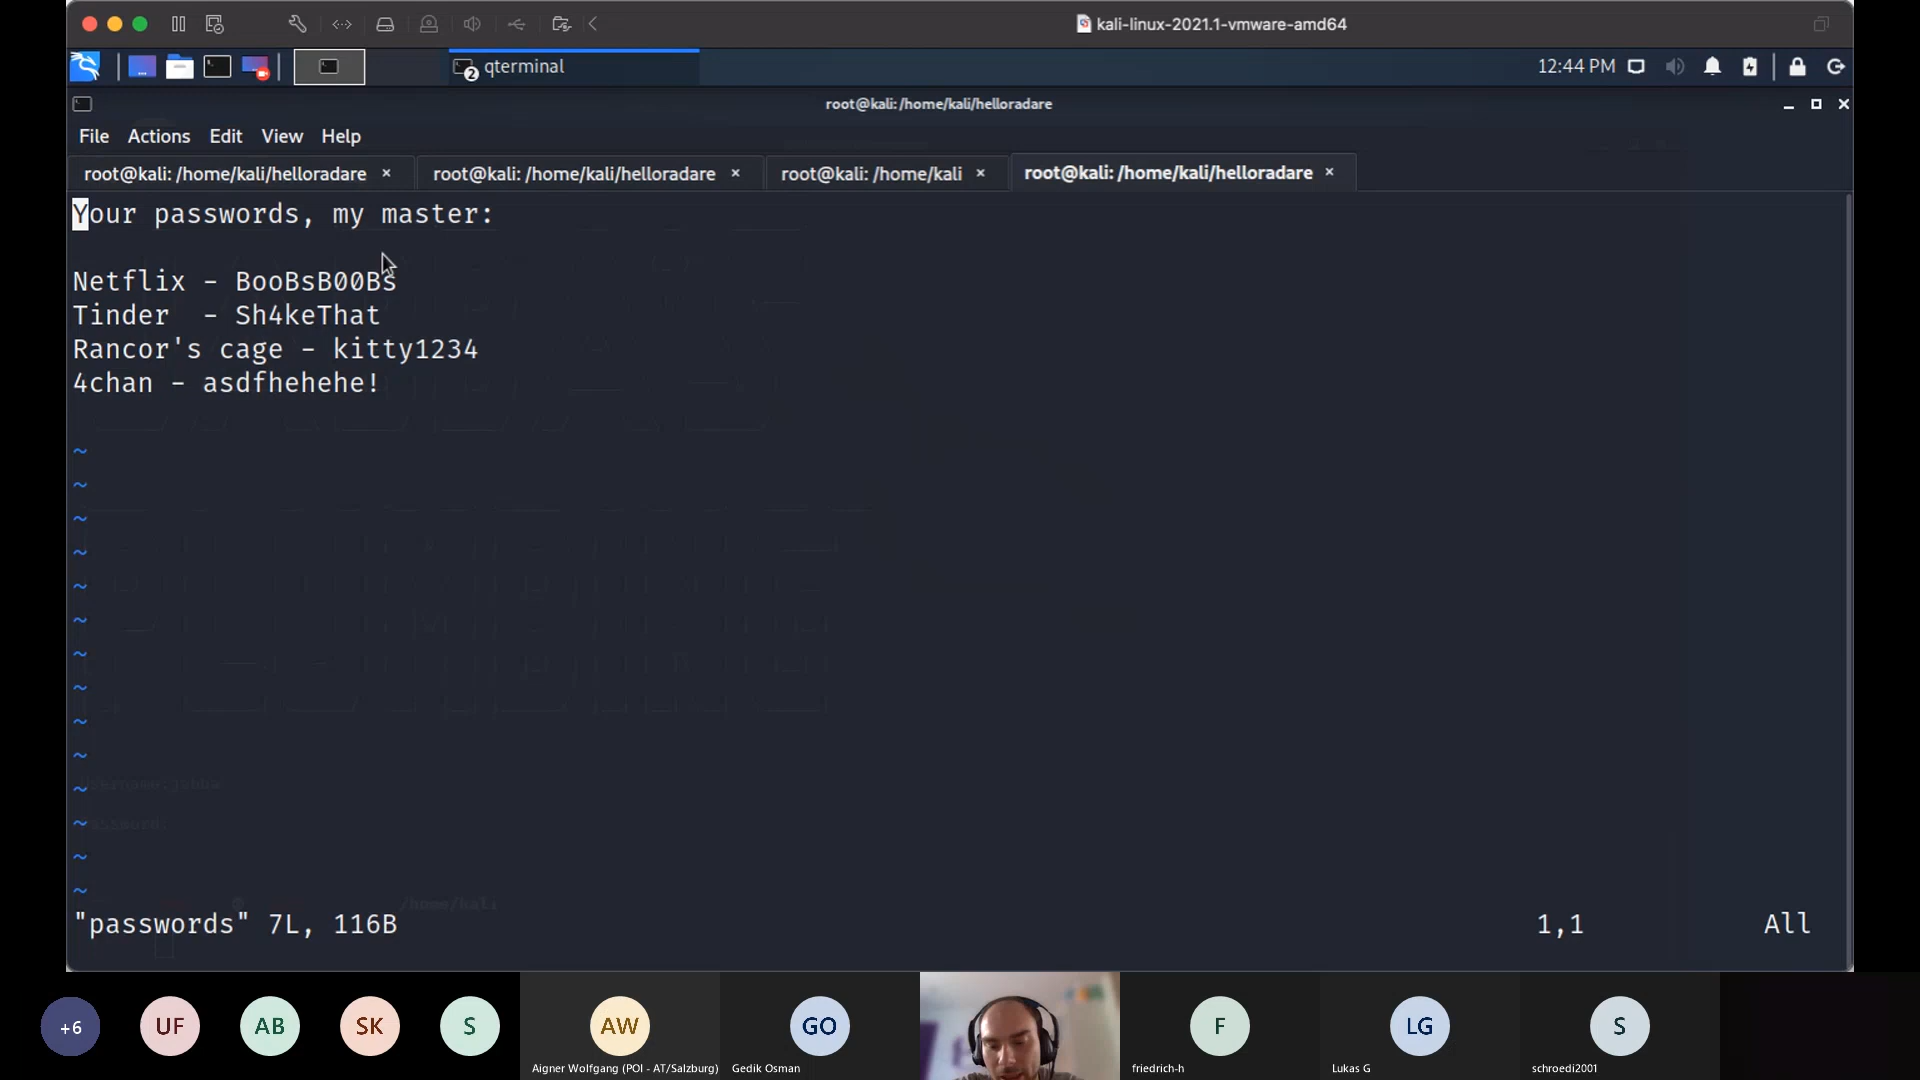 kali-linux-2021.1-vmware-amd64
2 qterminal
12:44 PM
root@kali: /home/kali/helloradare
File Actions Edit View Help
root@kali: /home/kali/helloradare × root@kali: /home/kali/helloradare × root@kali: /home/kali × root@kali: /home/kali/helloradare ×
Your passwords, my master:
Netflix - BooBsB00Bs
Tinder  - Sh4keThat
Rancor's cage - kitty1234
4chan - asdfhehehe!
~
~
~
~
~
~
~
~
~
~
~
~
~
~
/home/kali
"passwords" 7L, 116B 1,1 All
+6 UF AB SK S AW GO F LG S
Aigner Wolfgang (POI - AT/Salzburg) Gedik Osman friedrich-h Lukas G schroedi2001